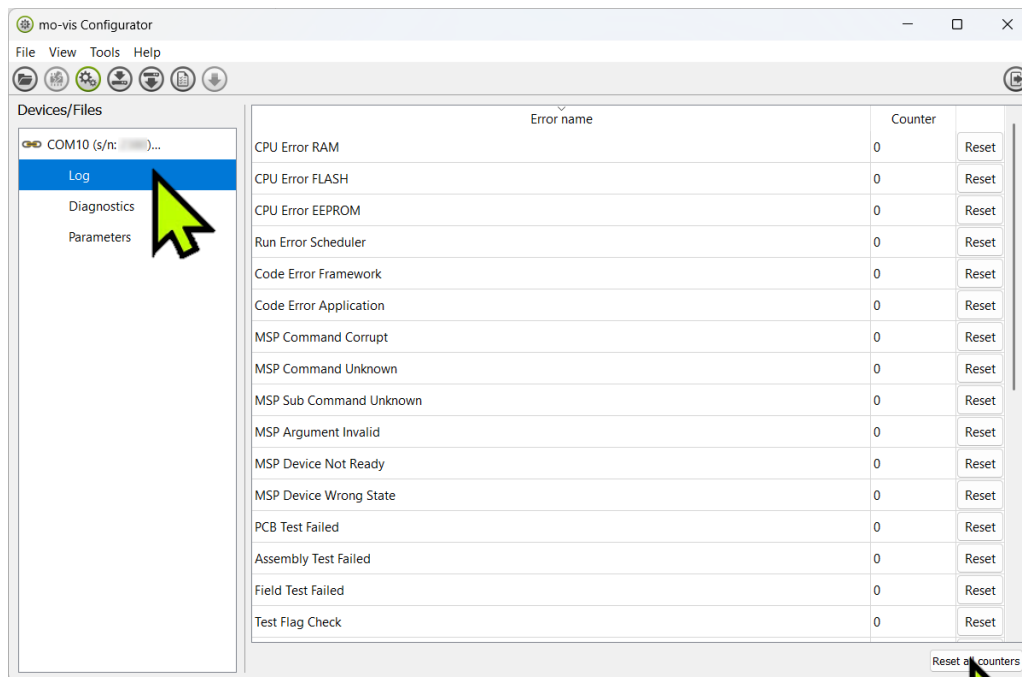 mo-vis Configurator
File View Tools Help
Devices/Files
COM10 (s/n: )...
Log
Diagnostics
Parameters
Error name Counter
CPU Error RAM 0 Reset
CPU Error FLASH 0 Reset
CPU Error EEPROM 0 Reset
Run Error Scheduler 0 Reset
Code Error Framework 0 Reset
Code Error Application 0 Reset
MSP Command Corrupt 0 Reset
MSP Command Unknown 0 Reset
MSP Sub Command Unknown 0 Reset
MSP Argument Invalid 0 Reset
MSP Device Not Ready 0 Reset
MSP Device Wrong State 0 Reset
PCB Test Failed 0 Reset
Assembly Test Failed 0 Reset
Field Test Failed 0 Reset
Test Flag Check 0 Reset
Reset all counters